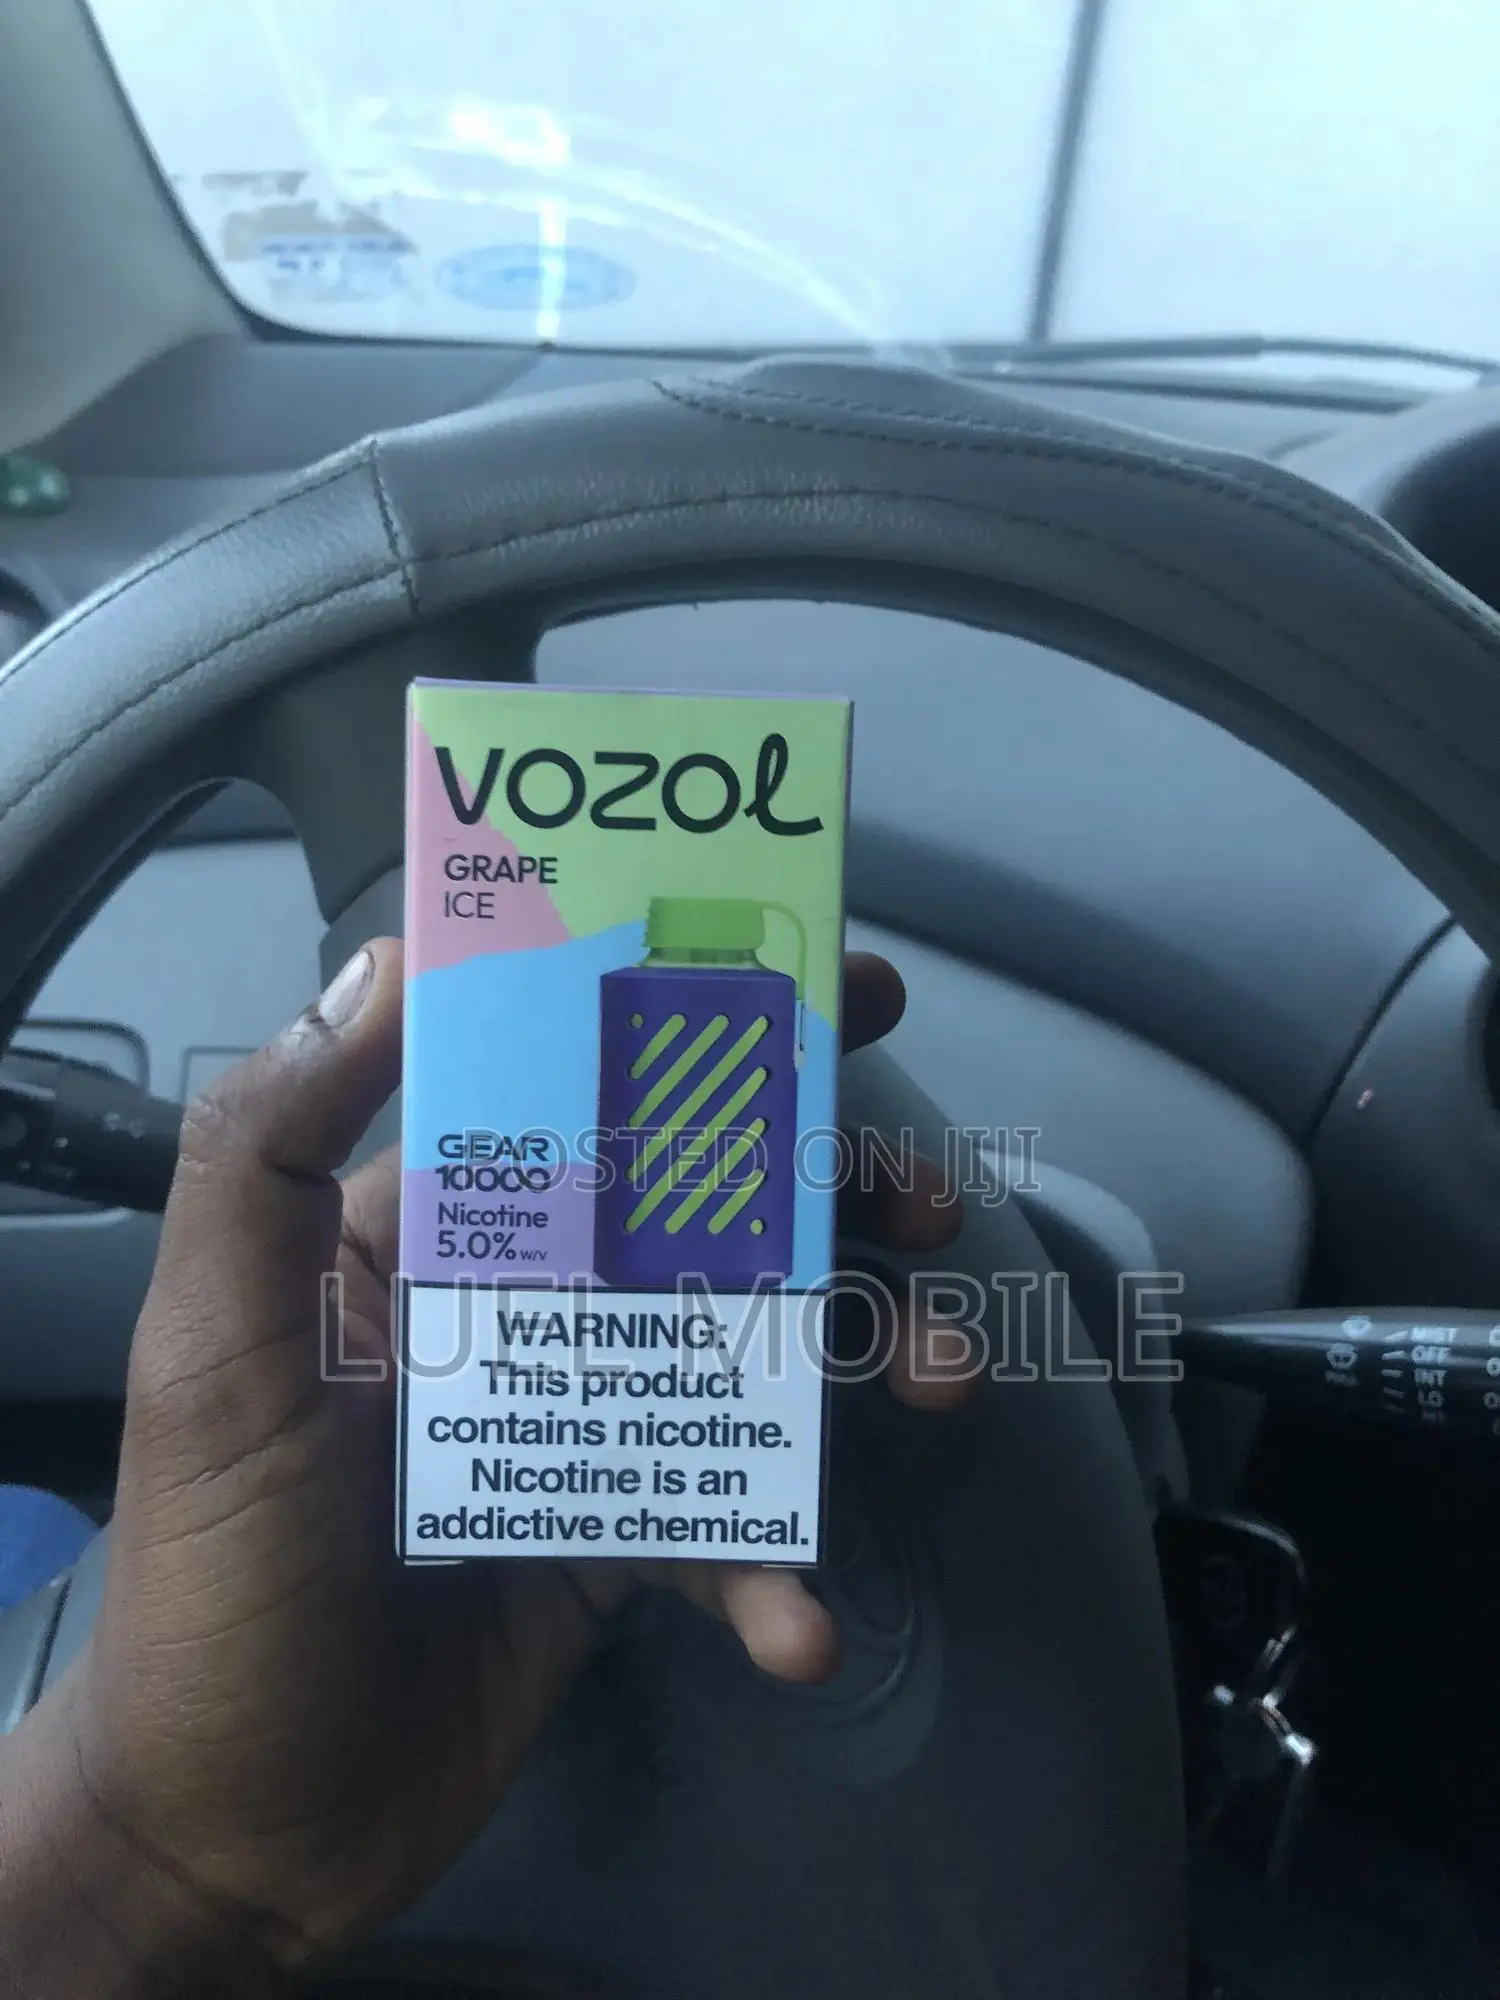 VOZOL
GRAPE
ICE
GEAR
10000
Nicotine
5.0% w/v
POSTED ON JIJI
LUEL MOBILE
WARNING:
This product
contains nicotine.
Nicotine is an
addictive chemical.
MIST
OFF
INT
LO
PULL